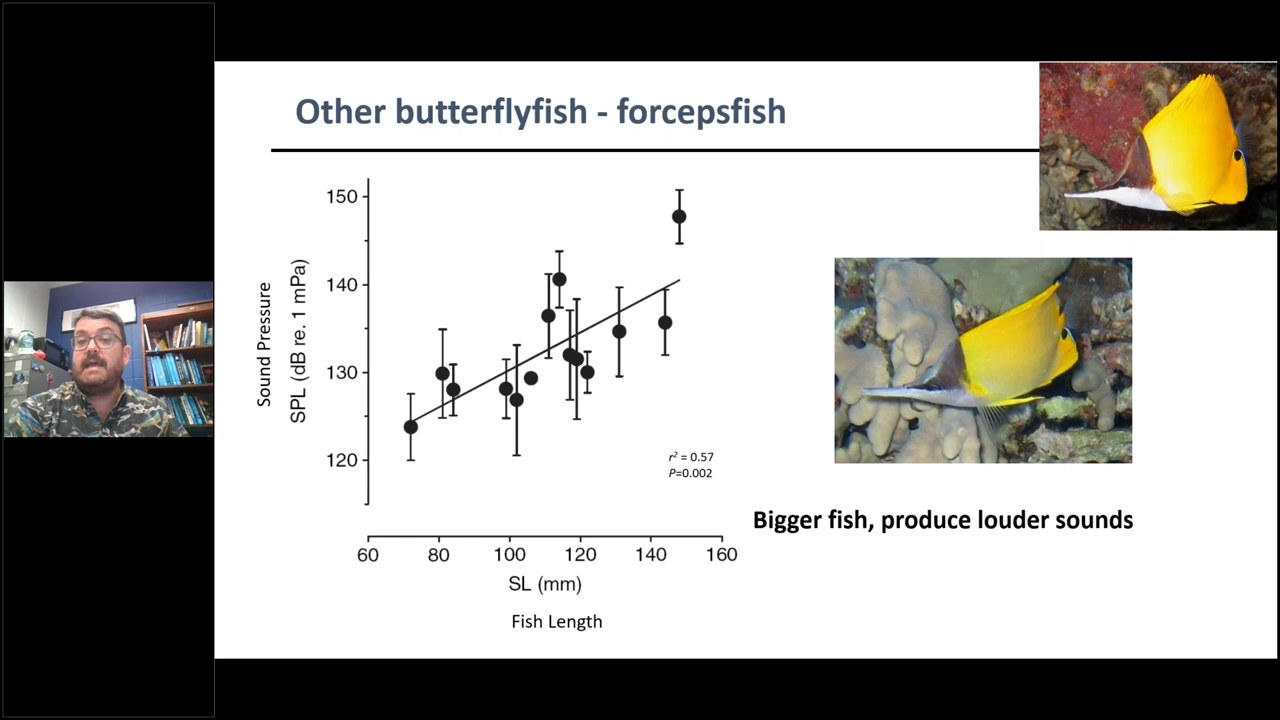 Other butterflyfish - forcepsfish
150
140
130
120
Sound Pressure
SPL (dB re. 1 mPa)
r² = 0.57
P=0.002
60 80 100 120 140 160
SL (mm)
Fish Length
Bigger fish, produce louder sounds